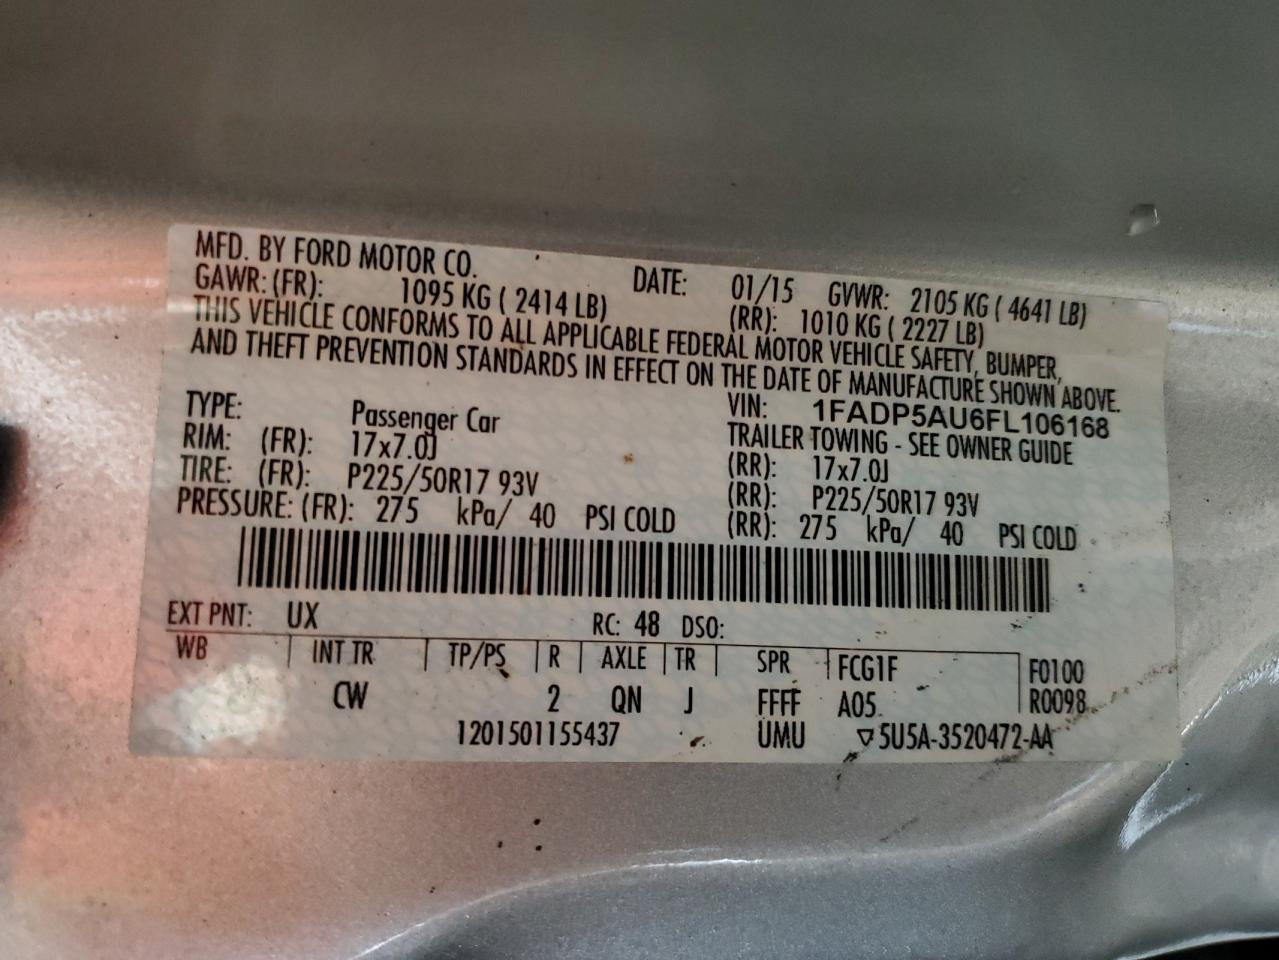 MFD. BY FORD MOTOR CO. DATE: 01/15 GVWR: 2105 KG ( 4641 LB)
GAWR: (FR): 1095 KG ( 2414 LB) (RR): 1010 KG ( 2227 LB)
THIS VEHICLE CONFORMS TO ALL APPLICABLE FEDERAL MOTOR VEHICLE SAFETY, BUMPER,
AND THEFT PREVENTION STANDARDS IN EFFECT ON THE DATE OF MANUFACTURE SHOWN ABOVE.
VIN: 1FADP5AU6FL106168
TYPE: Passenger Car TRAILER TOWING - SEE OWNER GUIDE
RIM: (FR): 17x7.0J (RR): 17x7.0J
TIRE: (FR): P225/50R17 93V (RR): P225/50R17 93V
PRESSURE: (FR): 275 kPa/ 40 PSI COLD (RR): 275 kPa/ 40 PSI COLD
EXT PNT: UX RC: 48 DSO:
WB INT TR TP/PS R AXLE TR SPR FCG1F F0100
CW 2 QN J FFFF A05 R0098
1201501155437 UMU ▽5U5A-3520472-AA